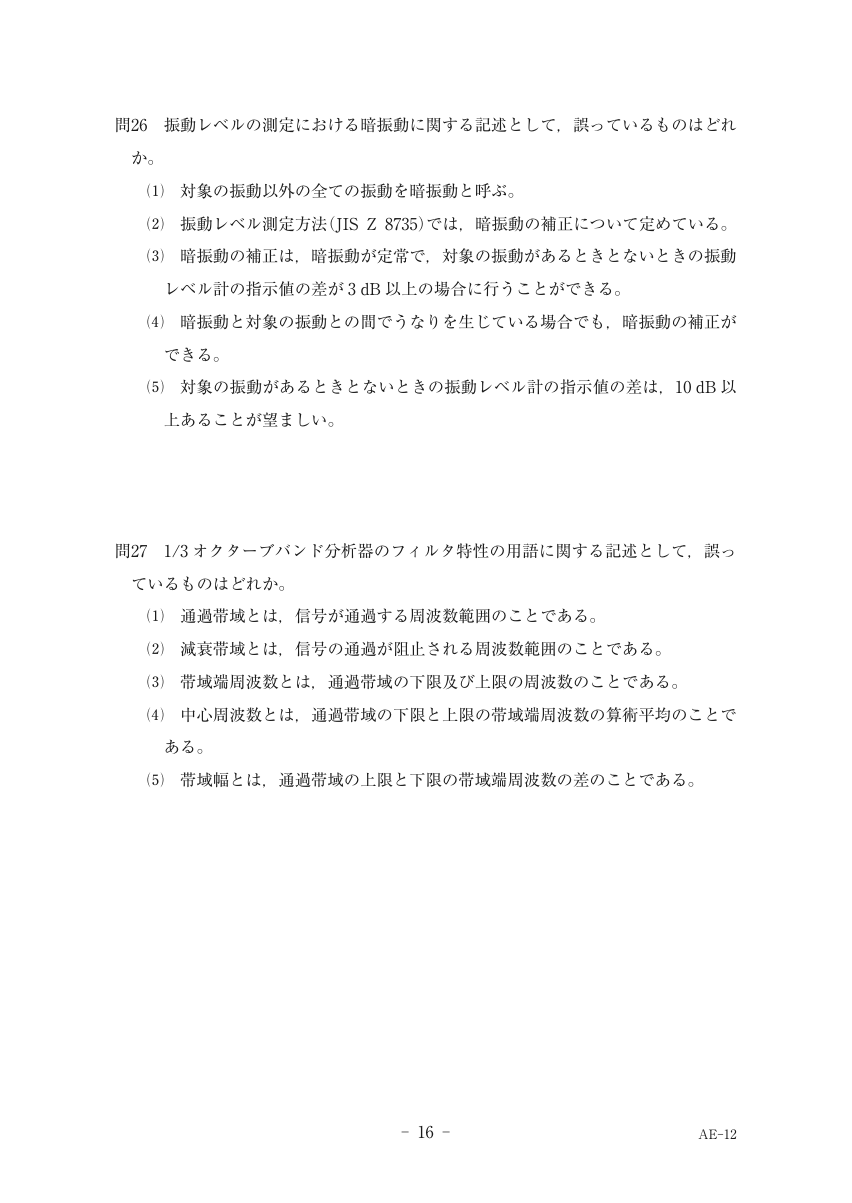 問26　振動レベルの測定における暗振動に関する記述として，誤っているものはどれ
か。
⑴　対象の振動以外の全ての振動を暗振動と呼ぶ。
⑵　振動レベル測定方法(JIS Z 8735)では，暗振動の補正について定めている。
⑶　暗振動の補正は，暗振動が定常で，対象の振動があるときとないときの振動
レベル計の指示値の差が 3 dB 以上の場合に行うことができる。
⑷　暗振動と対象の振動との間でうなりを生じている場合でも，暗振動の補正が
できる。
⑸　対象の振動があるときとないときの振動レベル計の指示値の差は，10 dB 以
上あることが望ましい。
問27　1/3 オクターブバンド分析器のフィルタ特性の用語に関する記述として，誤っ
ているものはどれか。
⑴　通過帯域とは，信号が通過する周波数範囲のことである。
⑵　減衰帯域とは，信号の通過が阻止される周波数範囲のことである。
⑶　帯域端周波数とは，通過帯域の下限及び上限の周波数のことである。
⑷　中心周波数とは，通過帯域の下限と上限の帯域端周波数の算術平均のことで
ある。
⑸　帯域幅とは，通過帯域の上限と下限の帯域端周波数の差のことである。
− 16 −
AE−12